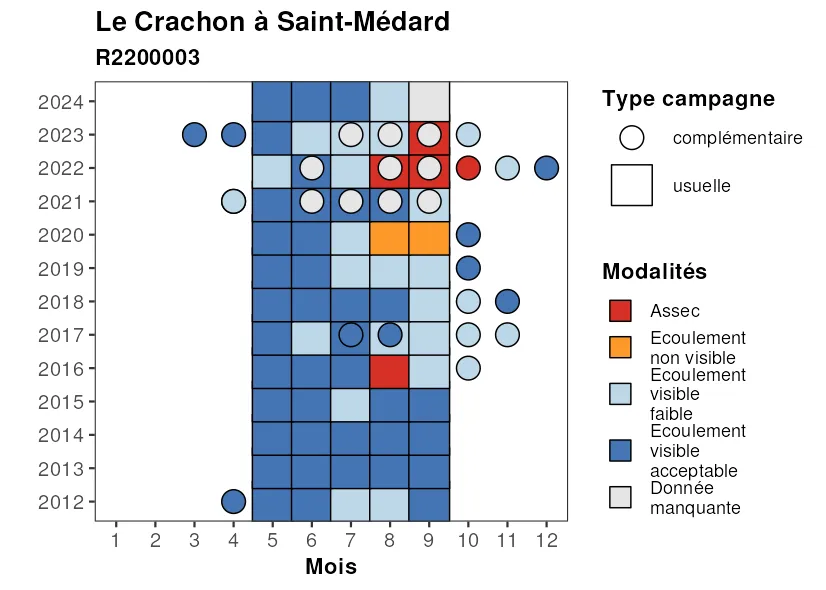 Le Crachon à Saint-Médard
R2200003
2024
2023
2022
2021
2020
2019
2018
2017
2016
2015
2014
2013
2012
1 2 3 4 5 6 7 8 9 10 11 12
Mois
Type campagne
complémentaire
usuelle
Modalités
Assec
Ecoulement
non visible
Ecoulement
visible
faible
Ecoulement
visible
acceptable
Donnée
manquante